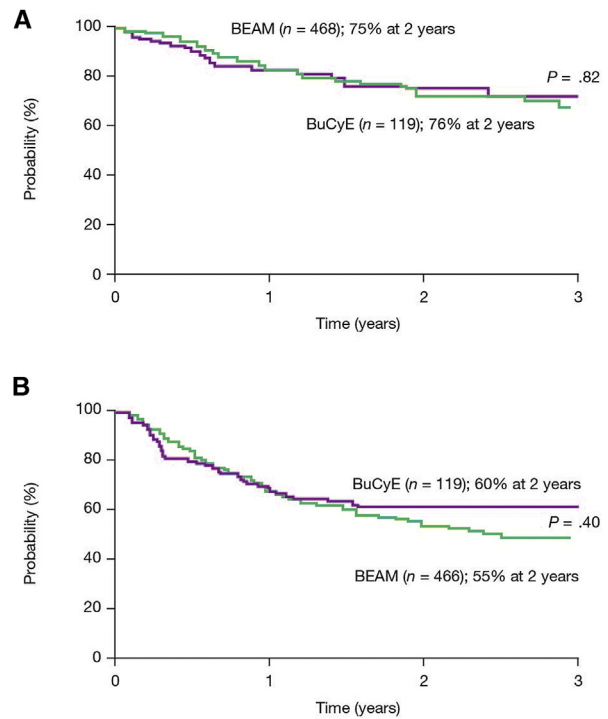 A
BEAM (n = 468); 75% at 2 years
P = .82
BuCyE (n = 119); 76% at 2 years
Probability (%)
100
80
60
40
20
0
0 1 2 3
Time (years)
B
BuCyE (n = 119); 60% at 2 years
P = .40
BEAM (n = 466); 55% at 2 years
Probability (%)
100
80
60
40
20
0
0 1 2 3
Time (years)